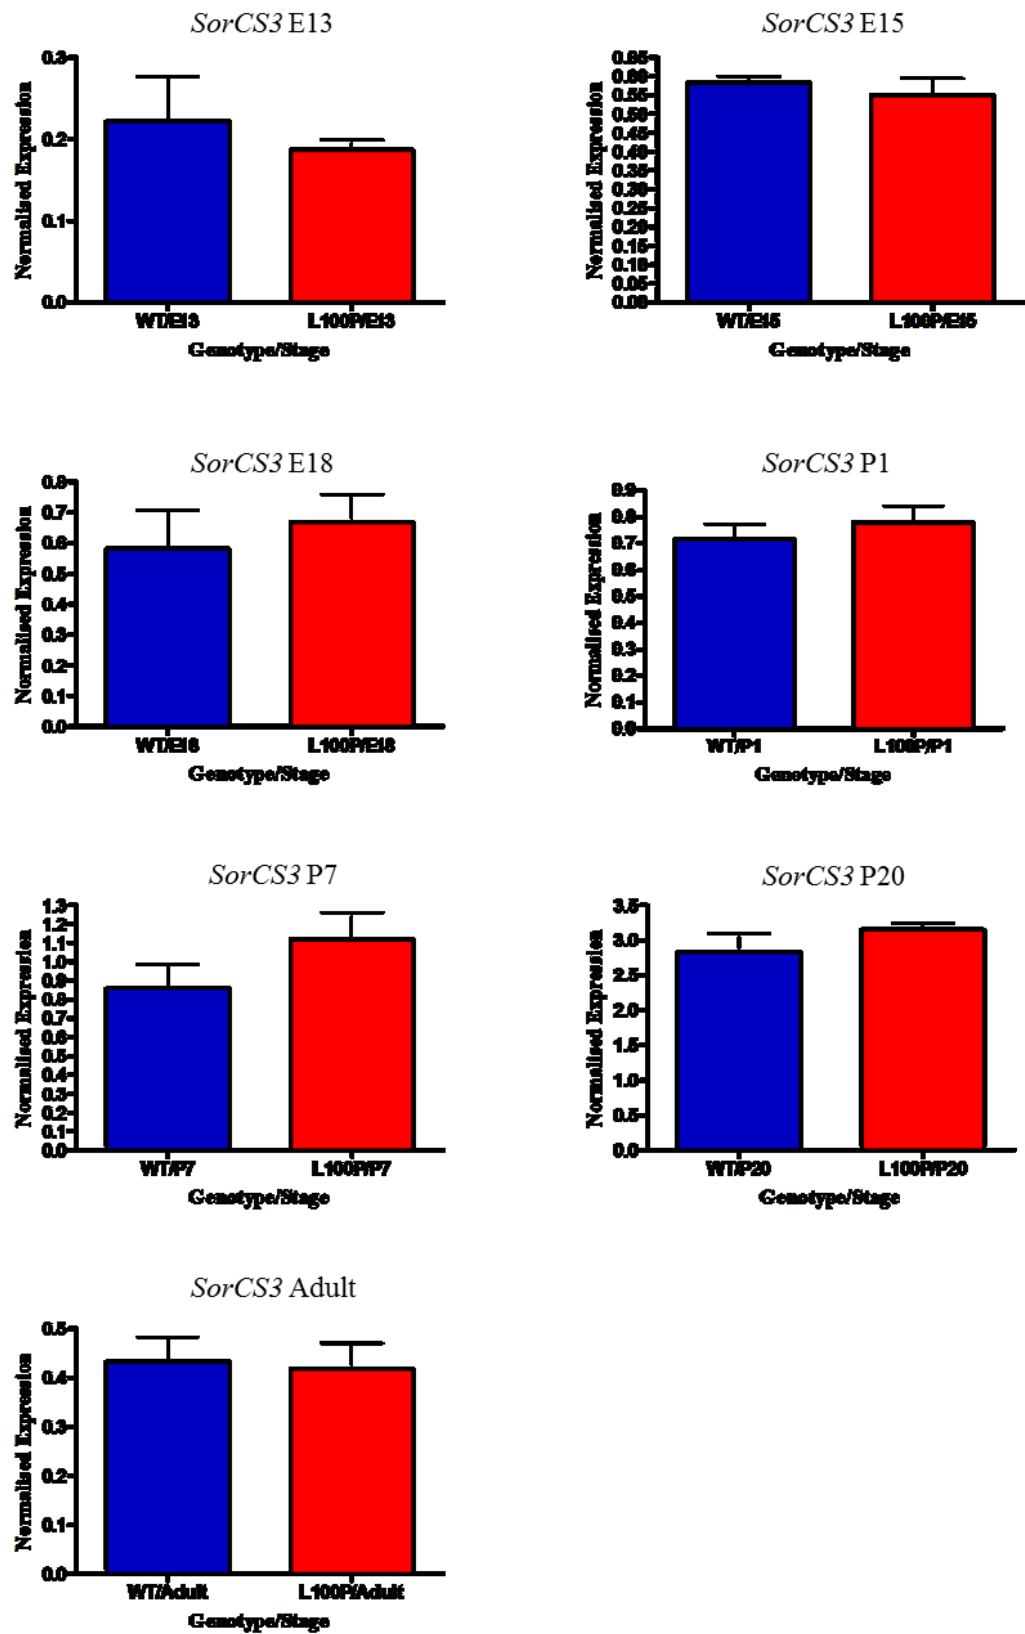 SorCS3 E13
0.3
0.2
0.1
0.0
Normalised Expression
WT/E13 L100P/E13
Genotype/Stage
SorCS3 E15
0.65
0.60
0.55
0.50
0.45
0.40
0.35
0.30
0.25
0.20
0.15
0.10
0.05
0.00
Normalised Expression
WT/E15 L100P/E15
Genotype/Stage
SorCS3 E18
0.8
0.7
0.6
0.5
0.4
0.3
0.2
0.1
0.0
Normalised Expression
WT/E18 L100P/E18
Genotype/Stage
SorCS3 P1
0.9
0.8
0.7
0.6
0.5
0.4
0.3
0.2
0.1
0.0
Normalised Expression
WT/P1 L100P/P1
Genotype/Stage
SorCS3 P7
1.3
1.2
1.1
1.0
0.9
0.8
0.7
0.6
0.5
0.4
0.3
0.2
0.1
0.0
Normalised Expression
WT/P7 L100P/P7
Genotype/Stage
SorCS3 P20
3.5
3.0
2.5
2.0
1.5
1.0
0.5
0.0
Normalised Expression
WT/P20 L100P/P20
Genotype/Stage
SorCS3 Adult
0.5
0.4
0.3
0.2
0.1
0.0
Normalised Expression
WT/Adult L100P/Adult
Genotype/Stage